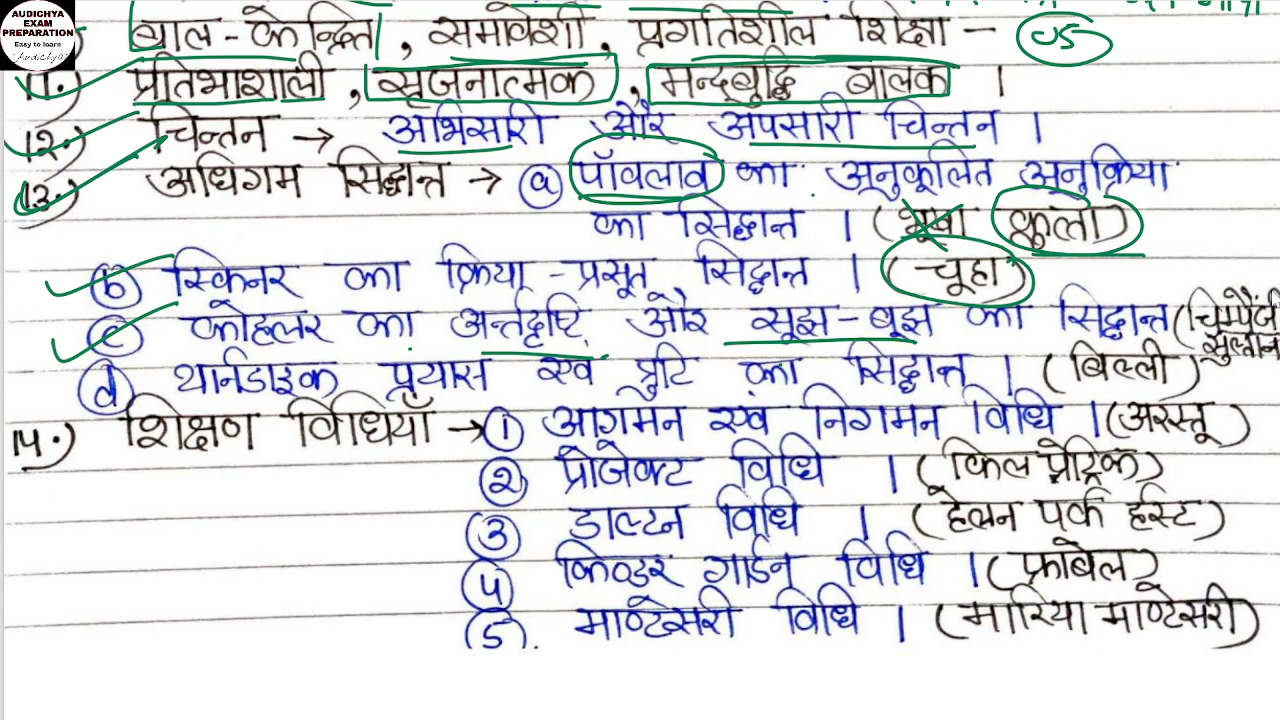 AUDICHYA
EXAM
PREPARATION
Easy to learn
बाल-केन्द्रित, समावेशी, प्रगतिशील शिक्षा - 05
11.) प्रतिभाशाली, सृजनात्मक, मन्दबुद्धि बालक ।
12.) चिन्तन → अभिसारी और अपसारी चिन्तन ।
13.) अधिगम सिद्धान्त → (a) पॉवलाव का अनुकूलित अनुक्रिया
का सिद्धान्त । (भूखा कुत्ता)
(b) स्किनर का क्रिया-प्रसूत सिद्धान्त । (चूहा)
(c) कोहलर का अर्न्तदृष्टि और सूझ-बूझ का सिद्धान्त (चिम्पैंजी सुल्तान
(d) थार्नडाइक प्रयास एवं त्रुटि का सिद्धान्त । (बिल्ली)
14.) शिक्षण विधियाँ → (1) आगमन एवं निगमन विधि । (अरस्तू)
(2) प्रोजेक्ट विधि । (किल पैट्रिक)
(3) डाल्टन विधि । (हेलन पर्क हर्स्ट)
(4) किण्डर गार्डन विधि । (फ्राबेल)
(5). माण्टेसरी विधि । (मारिया माण्टेसरी)